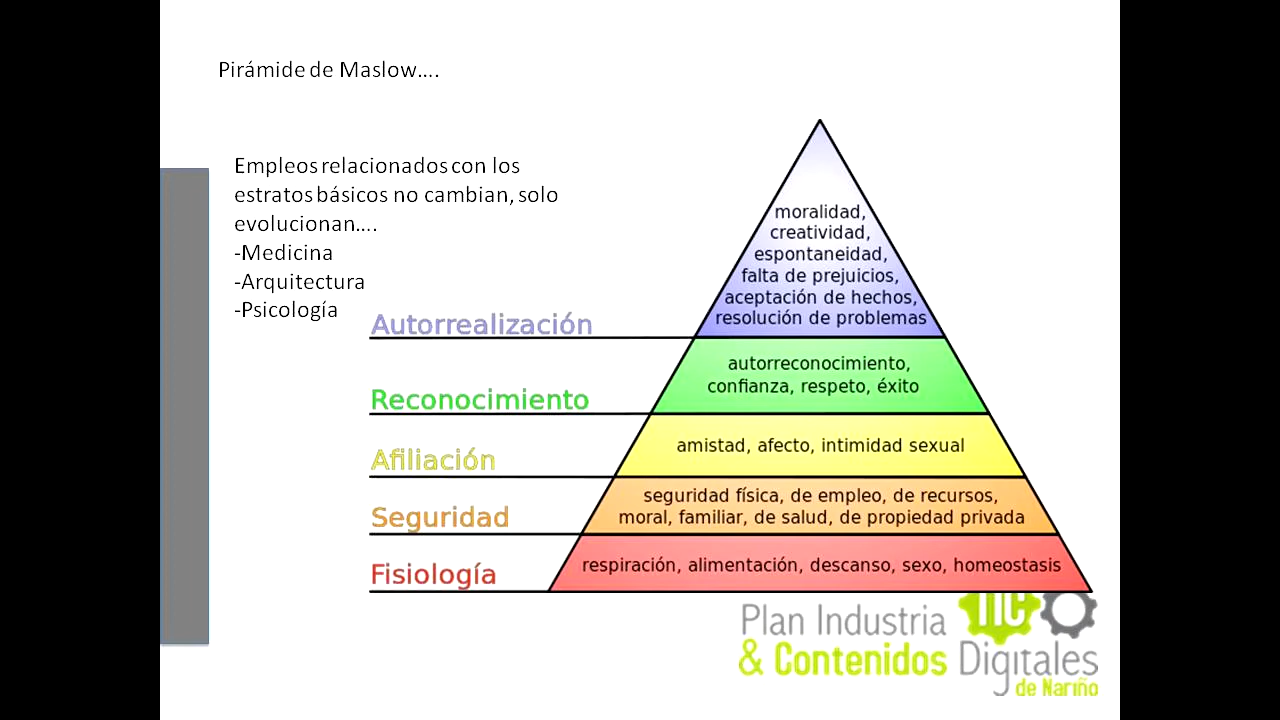 Pirámide de Maslow....
Empleos relacionados con los
estratos básicos no cambian, solo
evolucionan....
-Medicina
-Arquitectura
-Psicología
Autorrealización
moralidad,
creatividad,
espontaneidad,
falta de prejuicios,
aceptación de hechos,
resolución de problemas
Reconocimiento
autorreconocimiento,
confianza, respeto, éxito
Afiliación
amistad, afecto, intimidad sexual
Seguridad
seguridad física, de empleo, de recursos,
moral, familiar, de salud, de propiedad privada
Fisiología
respiración, alimentación, descanso, sexo, homeostasis
TIC
Plan Industria
& Contenidos Digitales
de Nariño